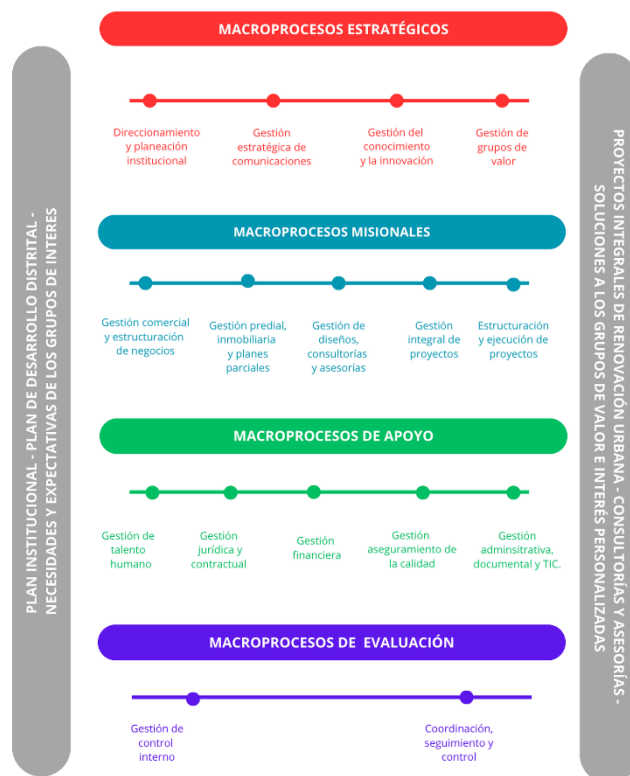 MACROPROCESOS ESTRATÉGICOS
PLAN INSTITUCIONAL - PLAN DE DESARROLLO DISTRITAL -
NECESIDADES Y EXPECTATIVAS DE LOS GRUPOS DE INTERES
Direccionamiento
y planeación
institucional
Gestión
estratégica de
comunicaciones
Gestión del
conocimiento
y la innovación
Gestión de
grupos de
valor
MACROPROCESOS MISIONALES
Gestión comercial
y estructuración
de negocios
Gestión predial,
inmobiliaria
y planes
parciales
Gestión de
diseños,
consultorías
y asesorías
Gestión
integral de
proyectos
Estructuración
y ejecución de
proyectos
MACROPROCESOS DE APOYO
Gestión de
talento
humano
Gestión
jurídica y
contractual
Gestión
financiera
Gestión
aseguramiento de
la calidad
Gestión
adminsitrativa,
documental y TIC.
MACROPROCESOS DE EVALUACIÓN
Gestión de
control
interno
Coordinación,
seguimiento y
control
PROYECTOS INTEGRALES DE RENOVACIÓN URBANA - CONSULTORÍAS Y ASESORÍAS -
SOLUCIONES A LOS GRUPOS DE VALOR E INTERÉS PERSONALIZADAS